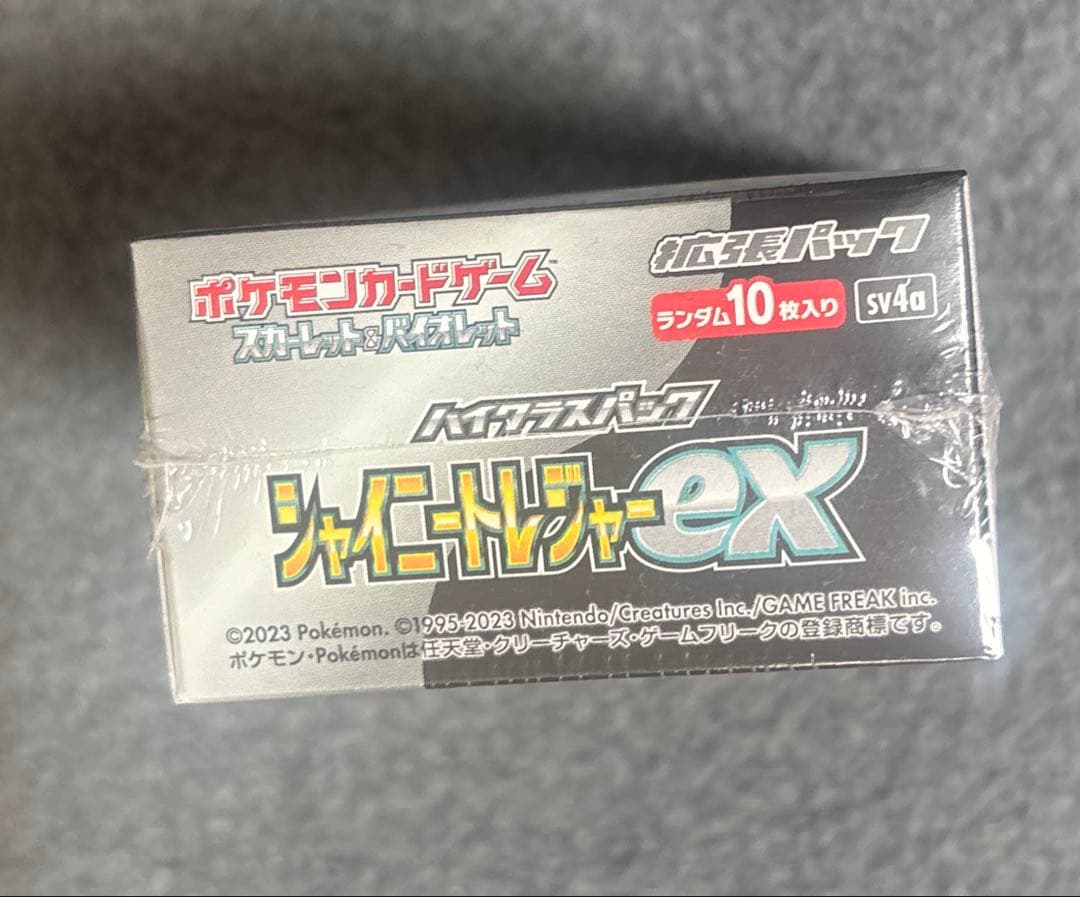 ポケモンカードゲーム™
スカーレット&バイオレット
拡張パック
ランダム10枚入り
sv4a
ハイクラスパック
シャイニートレジャーex
©2023 Pokémon. ©1995-2023 Nintendo/Creatures Inc./GAME FREAK inc.
ポケモン・Pokémonは任天堂・クリーチャーズ・ゲームフリークの登録商標です。